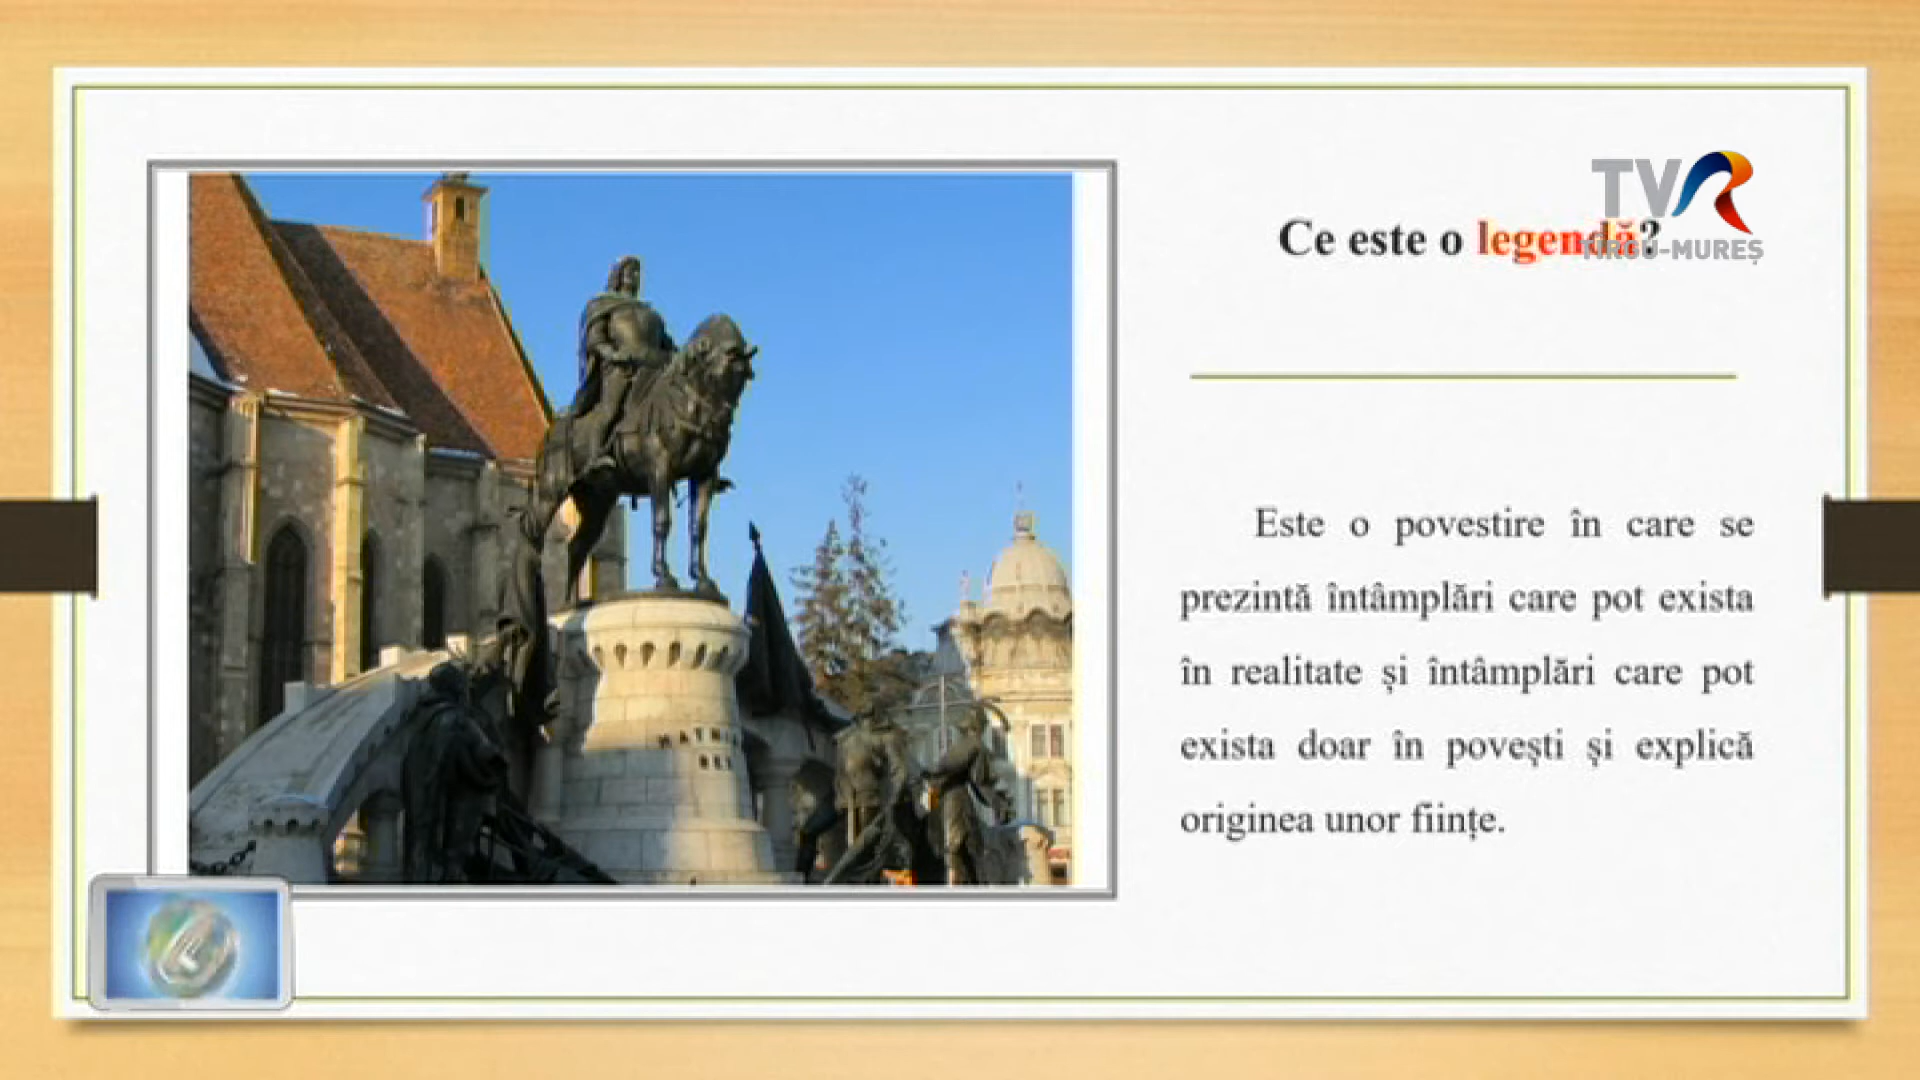 TVR
TÎRGU-MUREȘ
Ce este o legendă?
Este o povestire în care se
prezintă întâmplări care pot exista
în realitate și întâmplări care pot
exista doar în povești și explică
originea unor ființe.